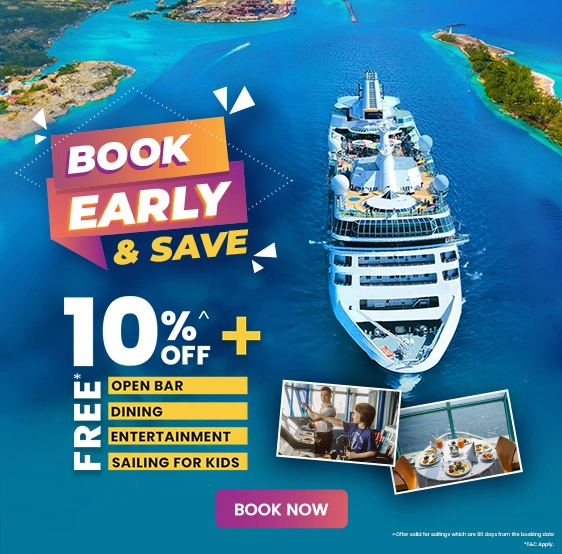 BOOK
EARLY
& SAVE
10%^ OFF +
FREE*
OPEN BAR
DINING
ENTERTAINMENT
SAILING FOR KIDS
BOOK NOW
^Offer valid for sailings which are 60 days from the booking date
*T&C Apply.